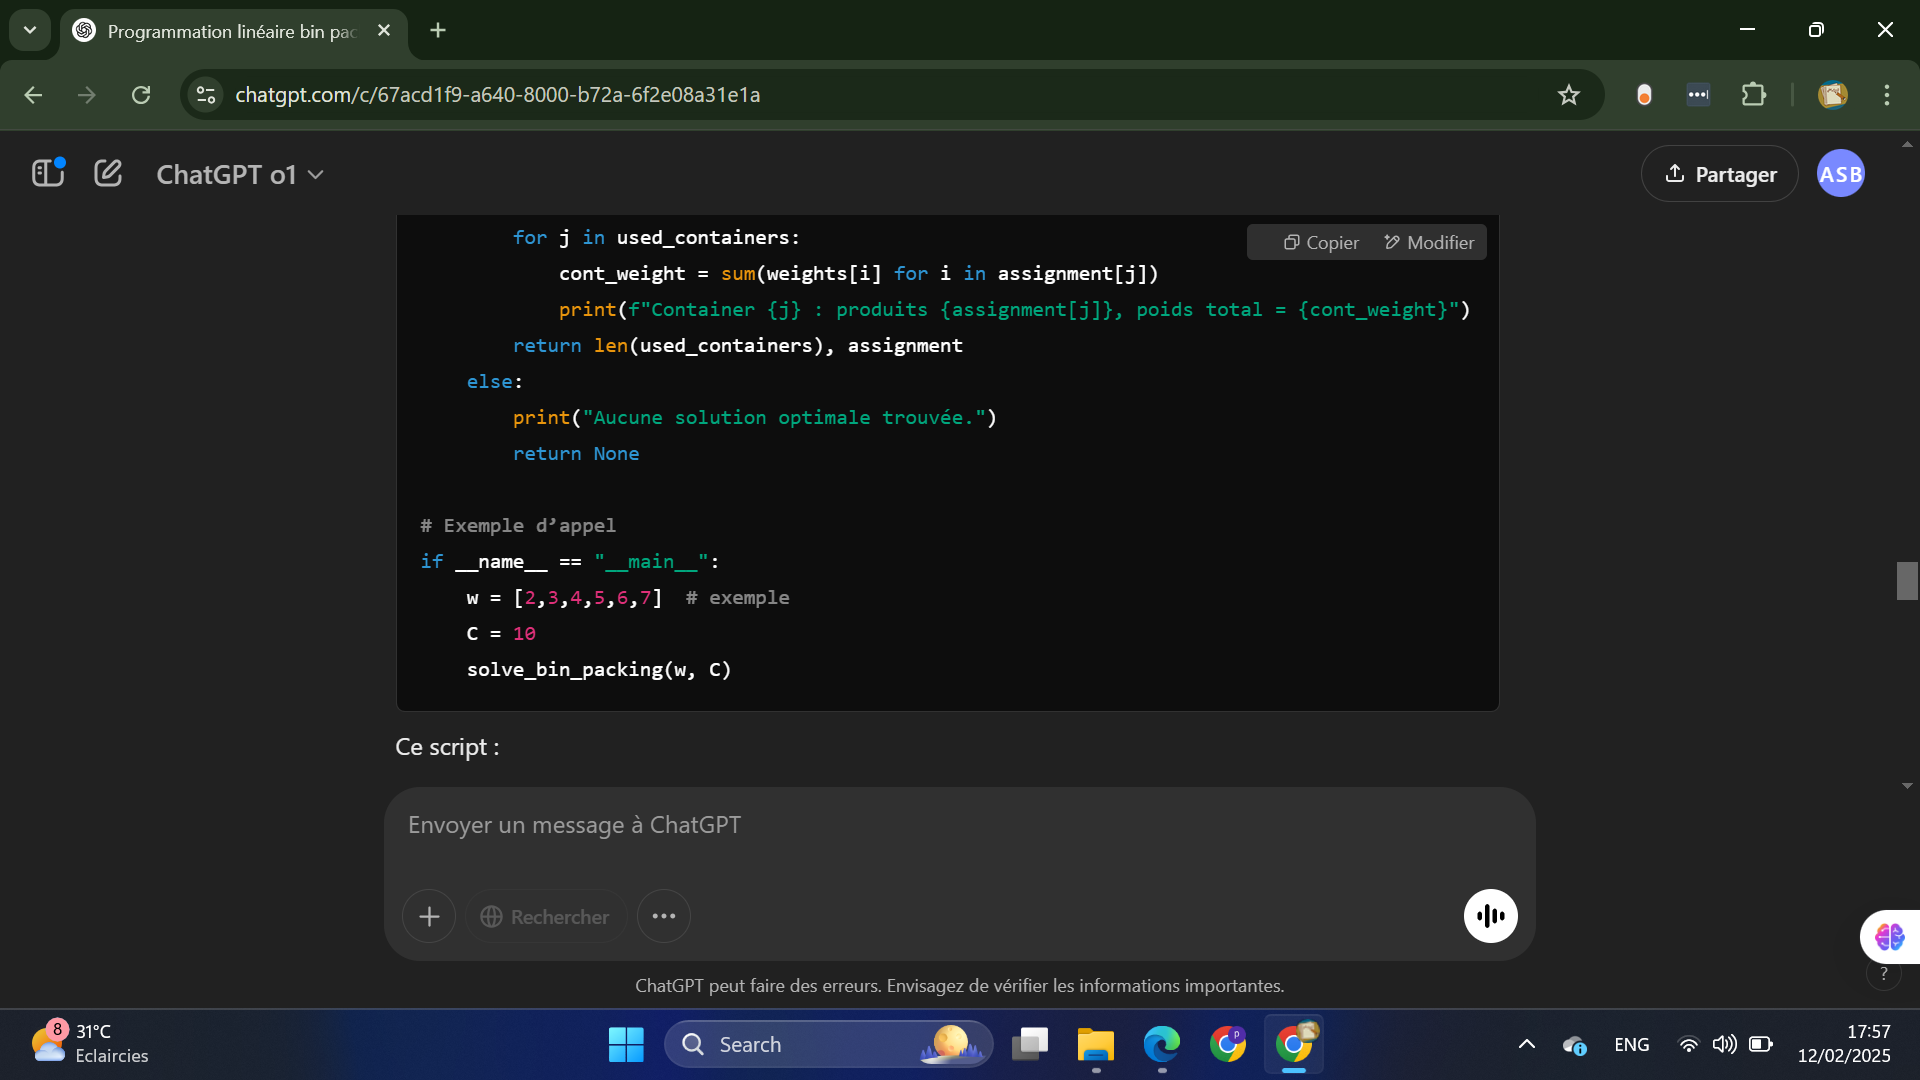 Programmation linéaire bin pac
chatgpt.com/c/67acd1f9-a640-8000-b72a-6f2e08a31e1a
ChatGPT o1
Partager
ASB
Copier
Modifier
for j in used_containers:
cont_weight = sum(weights[i] for i in assignment[j])
print(f"Container {j} : produits {assignment[j]}, poids total = {cont_weight}")
return len(used_containers), assignment
else:
print("Aucune solution optimale trouvée.")
return None
# Exemple d’appel
if __name__ == "__main__":
w = [2,3,4,5,6,7]  # exemple
C = 10
solve_bin_packing(w, C)
Ce script :
Envoyer un message à ChatGPT
Rechercher
?
ChatGPT peut faire des erreurs. Envisagez de vérifier les informations importantes.
8
31°C
Eclaircies
Search
p
ENG
17:57
12/02/2025